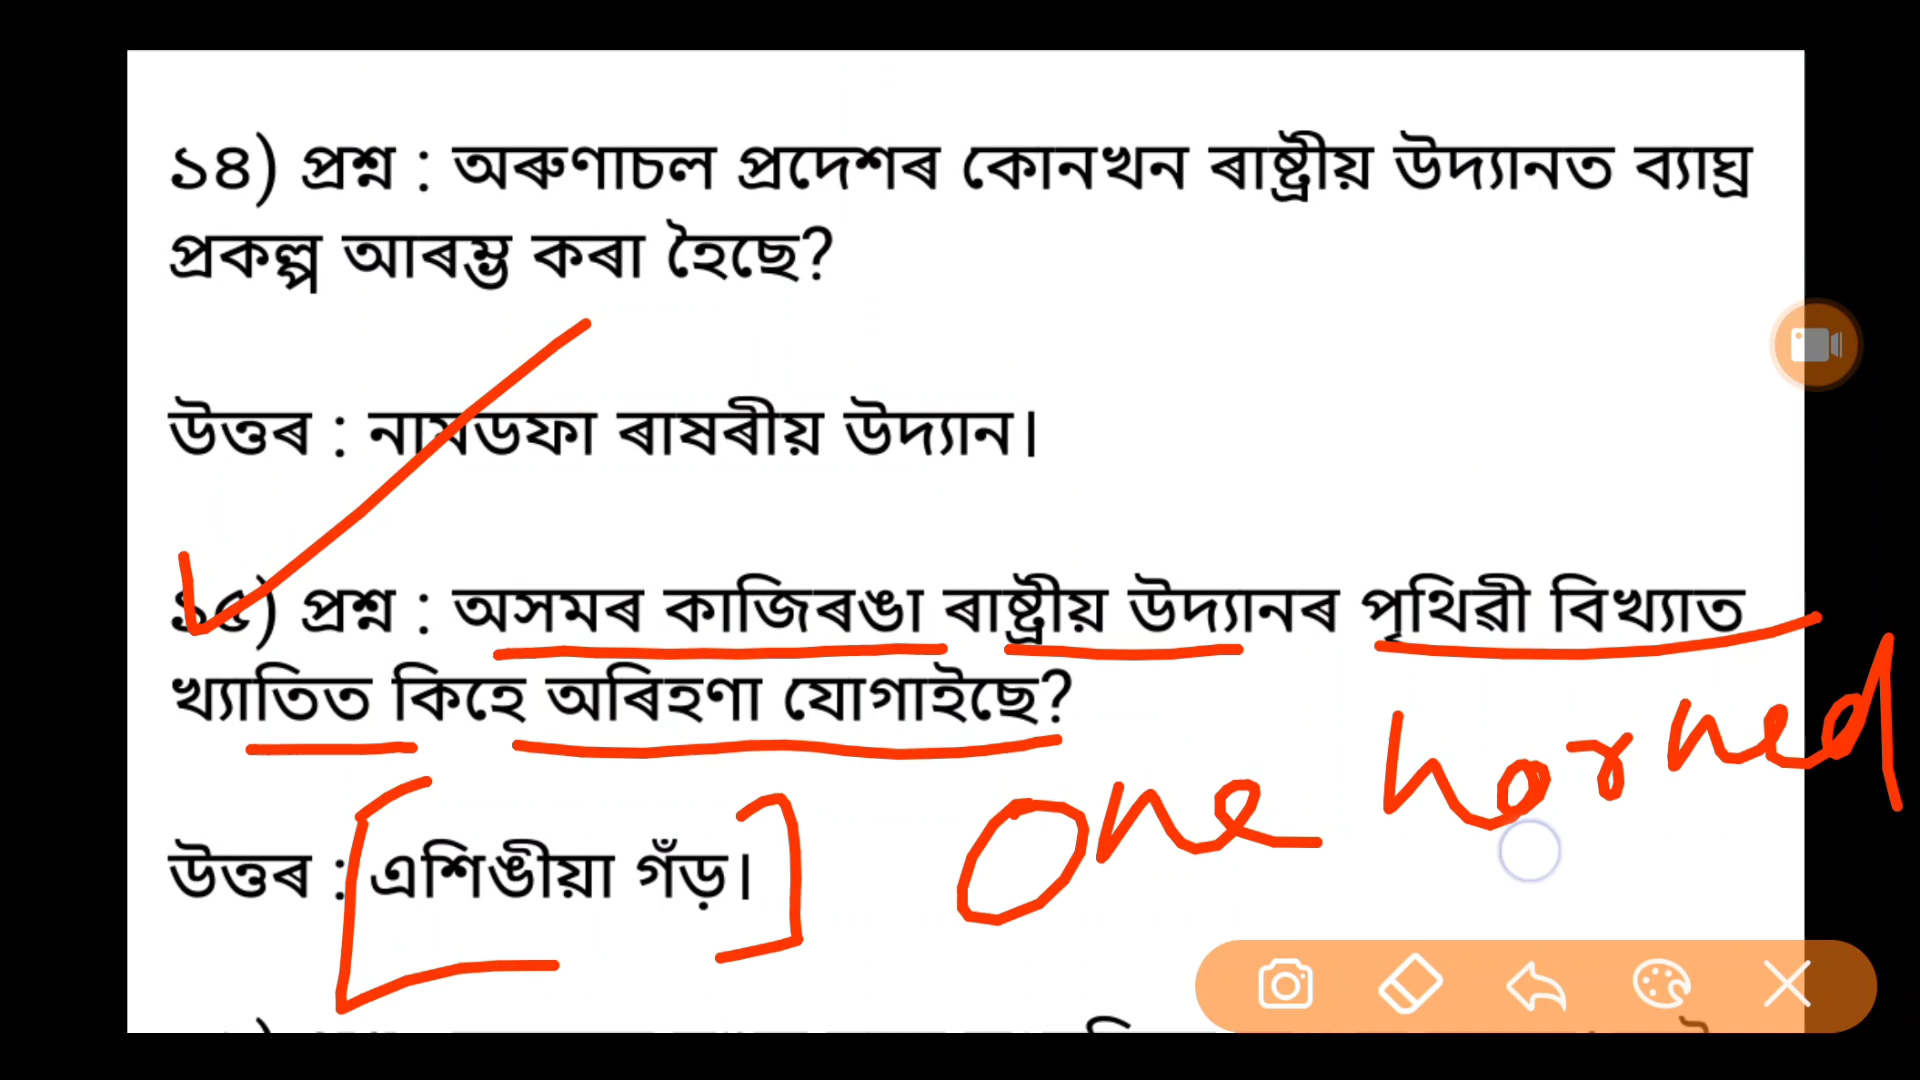 ১৪) প্ৰশ্ন : অৰুণাচল প্ৰদেশৰ কোনখন ৰাষ্ট্ৰীয় উদ্যানত ব্যাঘ্ৰ
প্ৰকল্প আৰম্ভ কৰা হৈছে?
উত্তৰ : নামডফা ৰাষৰীয় উদ্যান।
১৫) প্ৰশ্ন : অসমৰ কাজিৰঙা ৰাষ্ট্ৰীয় উদ্যানৰ পৃথিৱী বিখ্যাত
খ্যাতিত কিহে অৰিহণা যোগাইছে?
উত্তৰ : এশিঙীয়া গঁড়।
One horned